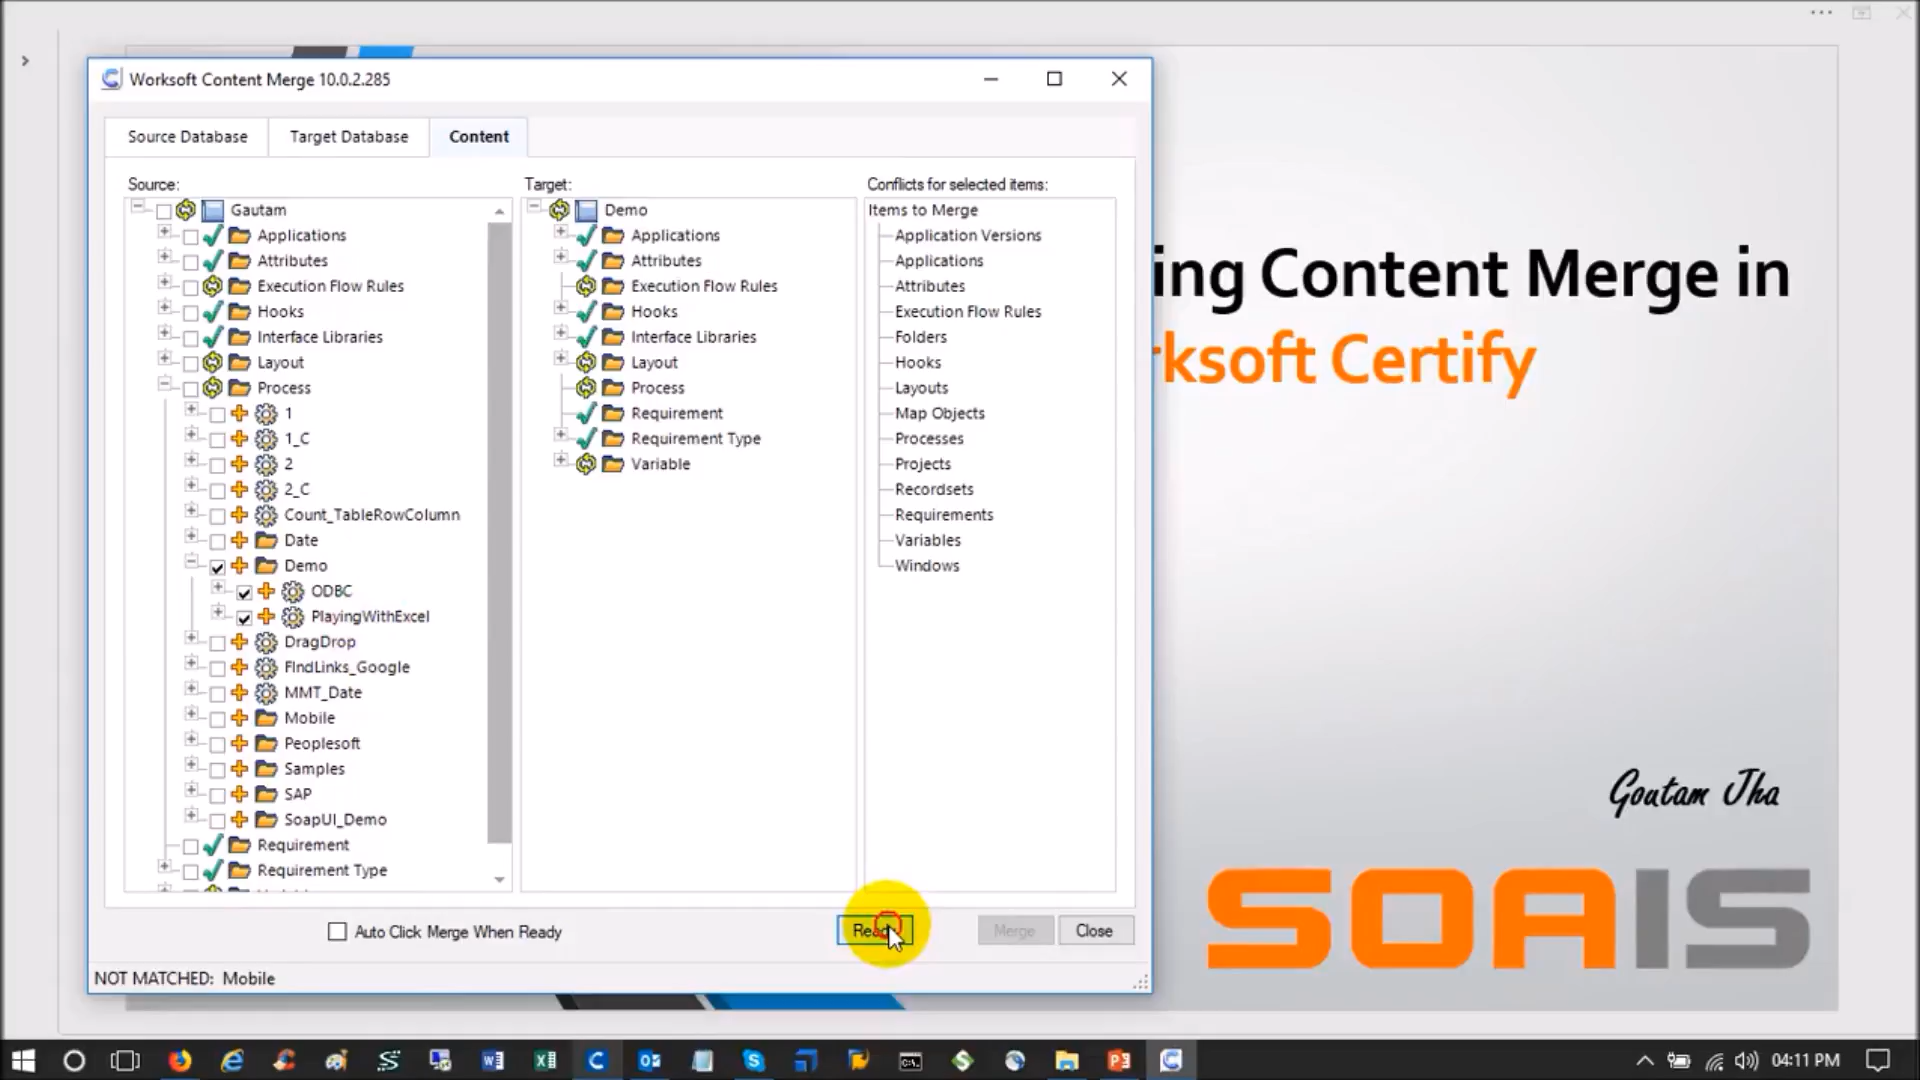 Worksoft Content Merge 10.0.2.285
Source Database
Target Database
Content
Source:
Gautam
Applications
Attributes
Execution Flow Rules
Hooks
Interface Libraries
Layout
Process
1
1_C
2
2_C
Count_TableRowColumn
Date
Demo
ODBC
PlayingWithExcel
DragDrop
FIndLinks_Google
MMT_Date
Mobile
Peoplesoft
Samples
SAP
SoapUI_Demo
Requirement
Requirement Type
Target:
Demo
Applications
Attributes
Execution Flow Rules
Hooks
Interface Libraries
Layout
Process
Requirement
Requirement Type
Variable
Conflicts for selected items:
Items to Merge
Application Versions
Applications
Attributes
Execution Flow Rules
Folders
Hooks
Layouts
Map Objects
Processes
Projects
Recordsets
Requirements
Variables
Windows
Auto Click Merge When Ready
Merge
Close
NOT MATCHED: Mobile
ing Content Merge in
rksoft Certify
Goutam Jha
SOAIS
04:11 PM